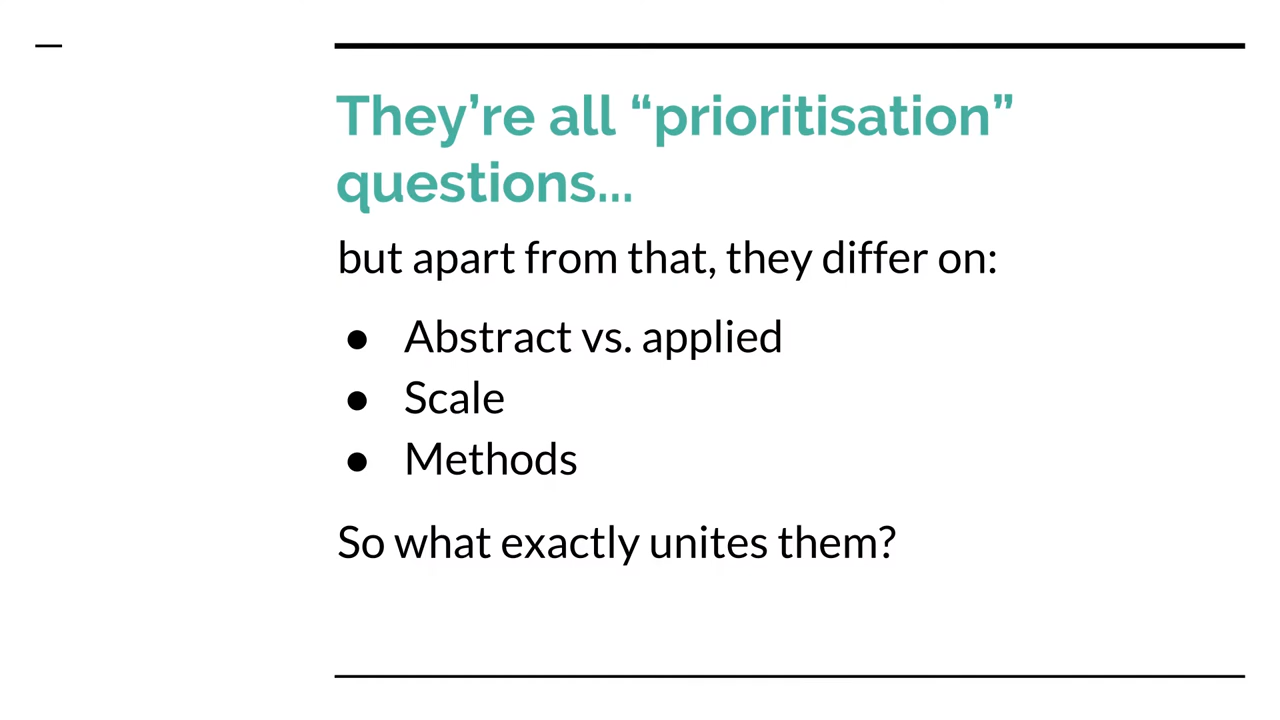 They’re all “prioritisation”
questions...
but apart from that, they differ on:
● Abstract vs. applied
● Scale
● Methods
So what exactly unites them?